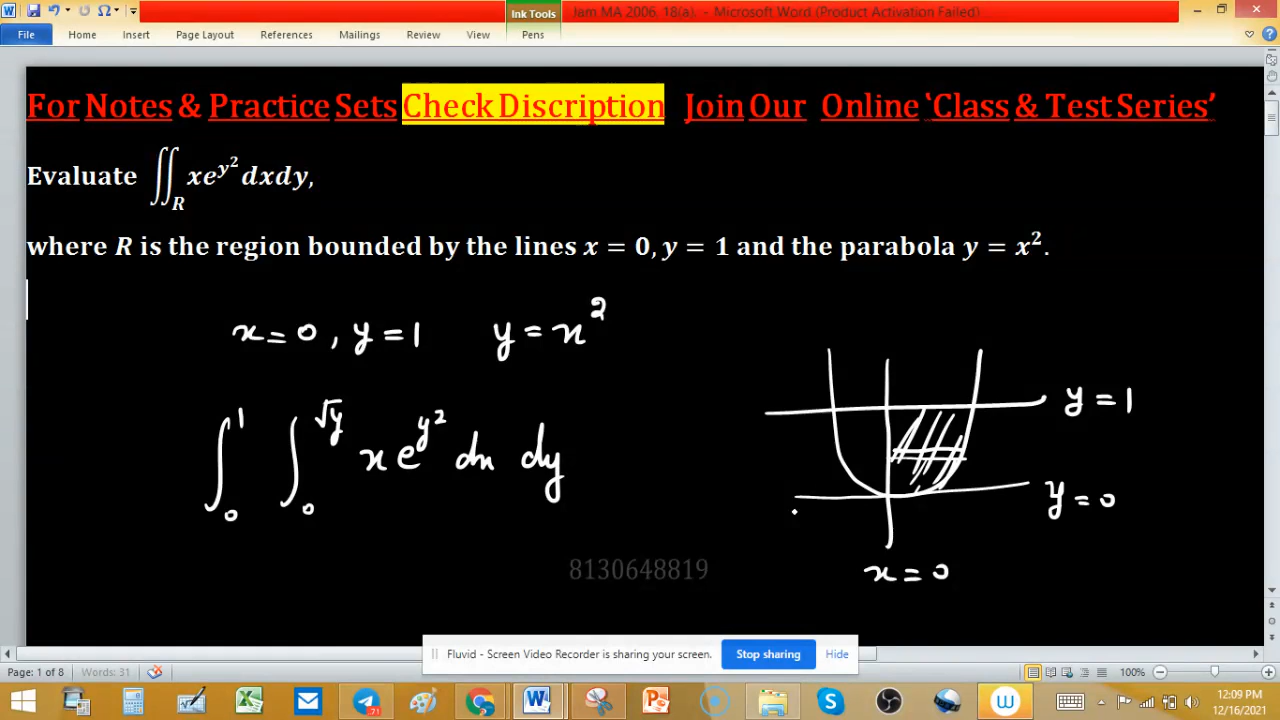 Jam MA 2006. 18(a). - Microsoft Word (Product Activation Failed)
Ink Tools
File Home Insert Page Layout References Mailings Review View Pens
For Notes & Practice Sets Check Discription Join Our Online ‘Class & Test Series’
Evaluate ∬_R xe^{y²} dxdy,
where R is the region bounded by the lines x = 0, y = 1 and the parabola y = x².
x = 0 , y = 1 y = x²
∫₀¹ ∫₀^{√y} x e^{y²} dx dy
y = 1
y = 0
x = 0
8130648819
Fluvid - Screen Video Recorder is sharing your screen. Stop sharing Hide
Page: 1 of 8 Words: 31 100%
12:09 PM
12/16/2021